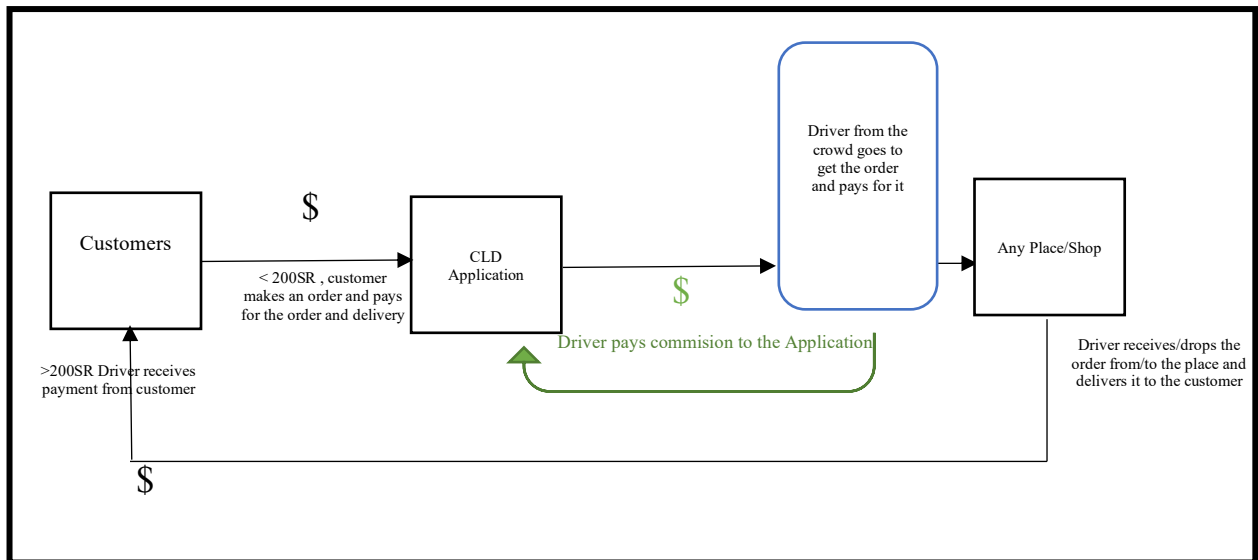 Customers
$
< 200SR , customer
makes an order and pays
for the order and delivery
CLD
Application
$
Driver from the
crowd goes to
get the order
and pays for it
Any Place/Shop
Driver pays commision to the Application
Driver receives/drops the
order from/to the place and
delivers it to the customer
>200SR Driver receives
payment from customer
$